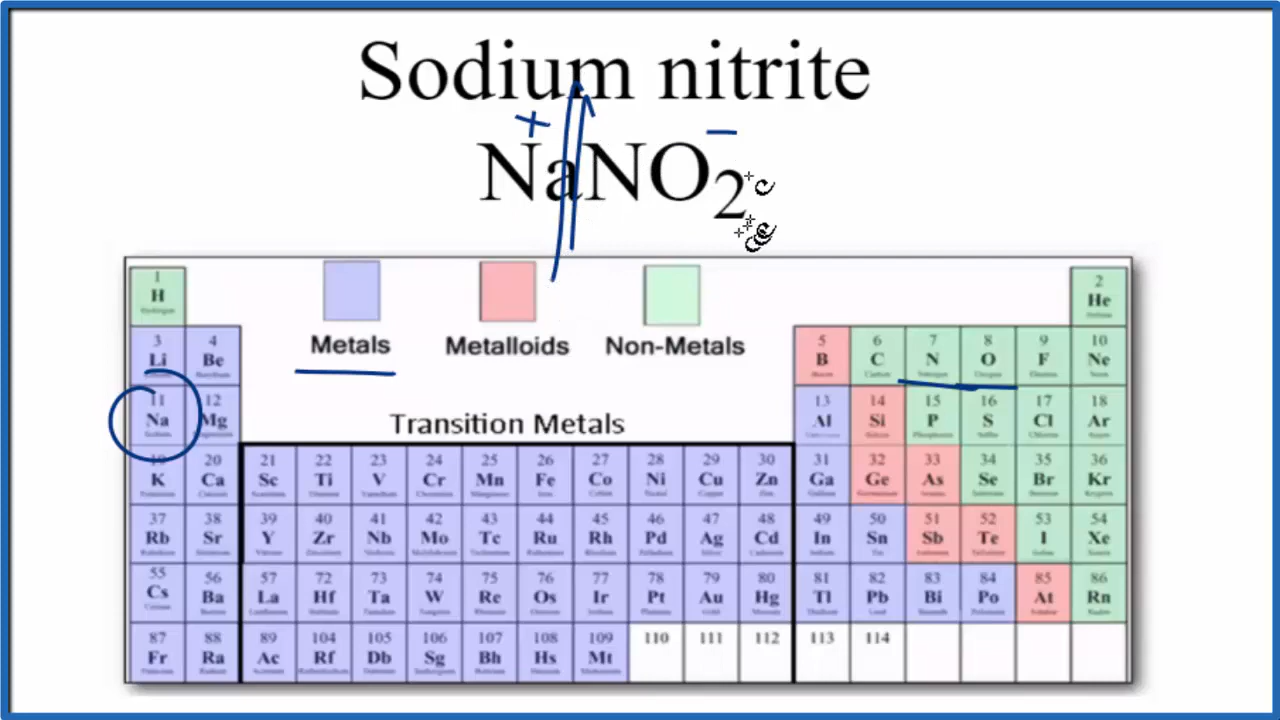 Sodium nitrite
+ −
NaNO2
1 2
H He
3 4 5 6 7 8 9 10
Li Be Metals Metalloids Non-Metals B C N O F Ne
11 12 13 14 15 16 17 18
Na Mg Transition Metals Al Si P S Cl Ar
19 20 21 22 23 24 25 26 27 28 29 30 31 32 33 34 35 36
K Ca Sc Ti V Cr Mn Fe Co Ni Cu Zn Ga Ge As Se Br Kr
37 38 39 40 41 42 43 44 45 46 47 48 49 50 51 52 53 54
Rb Sr Y Zr Nb Mo Tc Ru Rh Pd Ag Cd In Sn Sb Te I Xe
55 56 57 72 73 74 75 76 77 78 79 80 81 82 83 84 85 86
Cs Ba La Hf Ta W Re Os Ir Pt Au Hg Tl Pb Bi Po At Rn
87 88 89 104 105 106 107 108 109 110 111 112 113 114
Fr Ra Ac Rf Db Sg Bh Hs Mt